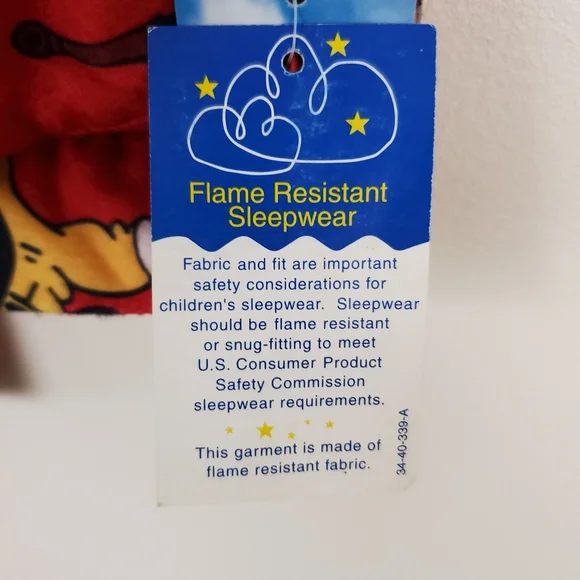 Flame Resistant
Sleepwear
Fabric and fit are important
safety considerations for
children's sleepwear. Sleepwear
should be flame resistant
or snug-fitting to meet
U.S. Consumer Product
Safety Commission
sleepwear requirements.
This garment is made of
flame resistant fabric.
34-40-339-A